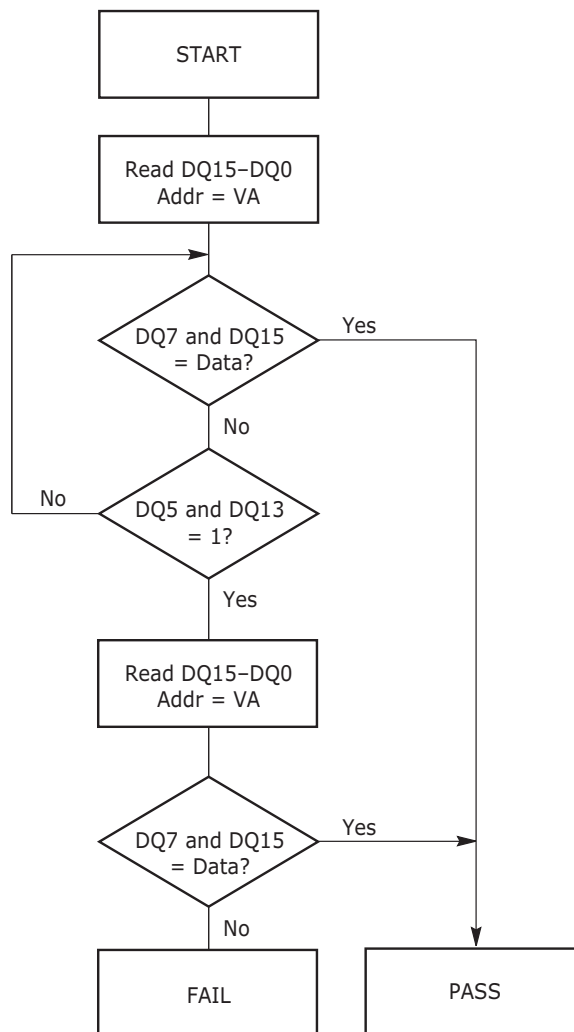 START
Read DQ15–DQ0
Addr = VA
DQ7 and DQ15
= Data?
Yes
No
No
DQ5 and DQ13
= 1?
Yes
Read DQ15–DQ0
Addr = VA
DQ7 and DQ15
= Data?
Yes
No
FAIL
PASS